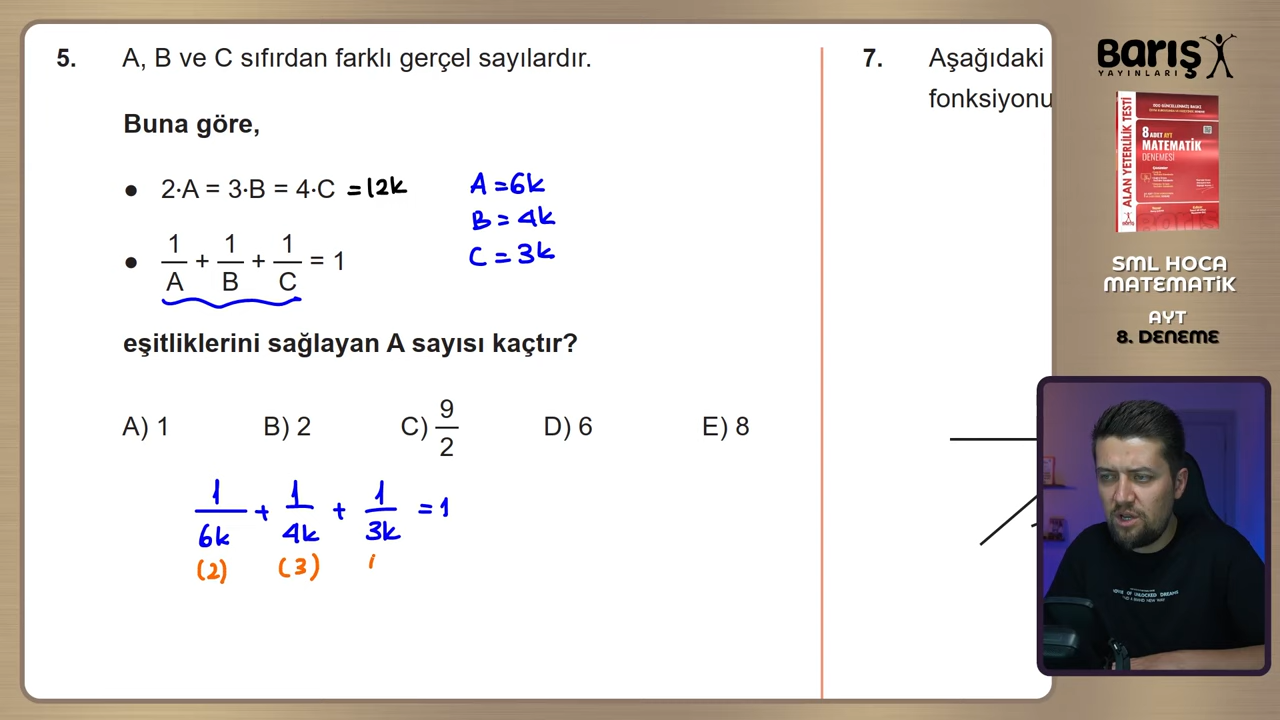 5. A, B ve C sıfırdan farklı gerçel sayılardır.
Buna göre,
● 2·A = 3·B = 4·C = 12k
A = 6k
B = 4k
C = 3k
● 1/A + 1/B + 1/C = 1
eşitliklerini sağlayan A sayısı kaçtır?
A) 1 B) 2 C) 9/2 D) 6 E) 8
1/6k + 1/4k + 1/3k = 1
(2) (3)
7. Aşağıdaki
fonksiyonu
Barış
YAYINLARI
ALAN YETERLİLİK TESTİ
8 ADET AYT
MATEMATİK
DENEMESİ
SML HOCA
MATEMATİK
AYT
8. DENEME